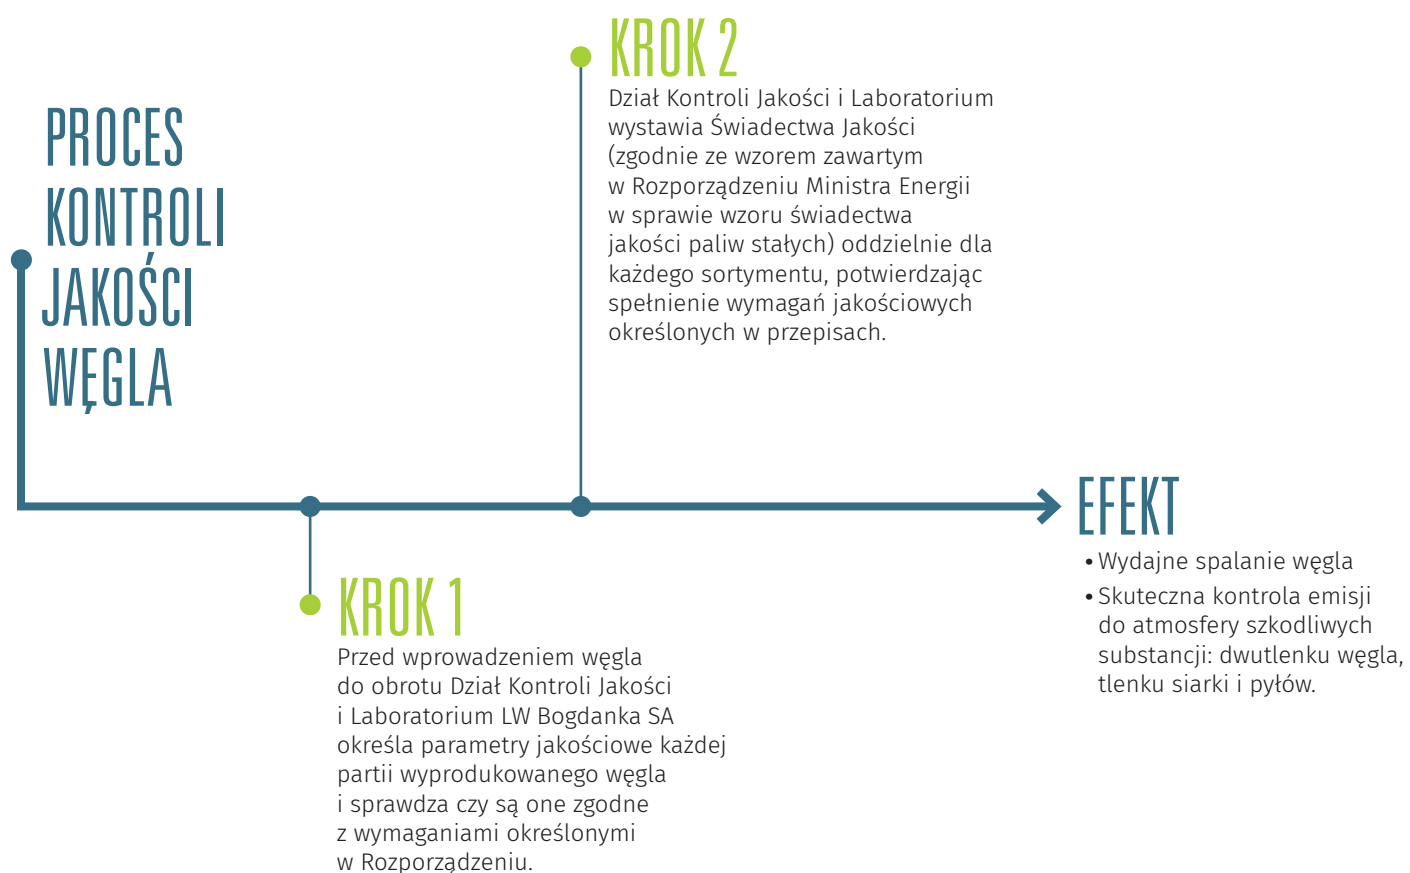 PROCES
KONTROLI
JAKOŚCI
WĘGLA
KROK 1
Przed wprowadzeniem węgla
do obrotu Dział Kontroli Jakości
i Laboratorium LW Bogdanka SA
określa parametry jakościowe każdej
partii wyprodukowanego węgla
i sprawdza czy są one zgodne
z wymaganiami określonymi
w Rozporządzeniu.
KROK 2
Dział Kontroli Jakości i Laboratorium
wystawia Świadectwa Jakości
(zgodnie ze wzorem zawartym
w Rozporządzeniu Ministra Energii
w sprawie wzoru świadectwa
jakości paliw stałych) oddzielnie dla
każdego sortymentu, potwierdzając
spełnienie wymagań jakościowych
określonych w przepisach.
EFEKT
• Wydajne spalanie węgla
• Skuteczna kontrola emisji
do atmosfery szkodliwych
substancji: dwutlenku węgla,
tlenku siarki i pyłów.